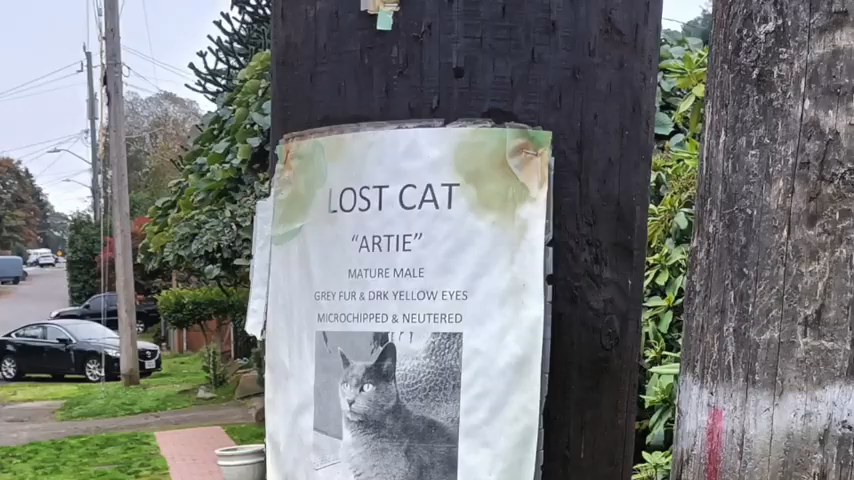 LOST CAT
“ARTIE”
MATURE MALE
GREY FUR & DRK YELLOW EYES
MICROCHIPPED & NEUTERED